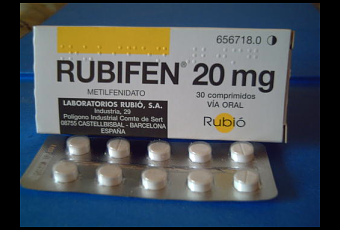 656718.0
RUBIFEN® 20 mg
METILFENIDATO
30 comprimidos
VÍA ORAL
LABORATORIOS RUBIÓ, S.A.
Industria, 29
Polígono Industrial Comte de Sert
08755 CASTELLBISBAL - BARCELONA
ESPAÑA
Rubió